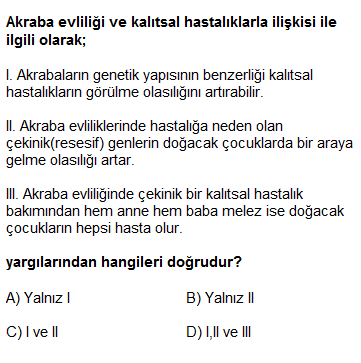 Akraba evliliği ve kalıtsal hastalıklarla ilişkisi ile
ilgili olarak;
I. Akrabaların genetik yapısının benzerliği kalıtsal
hastalıkların görülme olasılığını artırabilir.
II. Akraba evliliklerinde hastalığa neden olan
çekinik(resesif) genlerin doğacak çocuklarda bir araya
gelme olasılığı artar.
III. Akraba evliliğinde çekinik bir kalıtsal hastalık
bakımından hem anne hem baba melez ise doğacak
çocukların hepsi hasta olur.
yargılarından hangileri doğrudur?
A) Yalnız I B) Yalnız II
C) I ve II D) I,II ve III